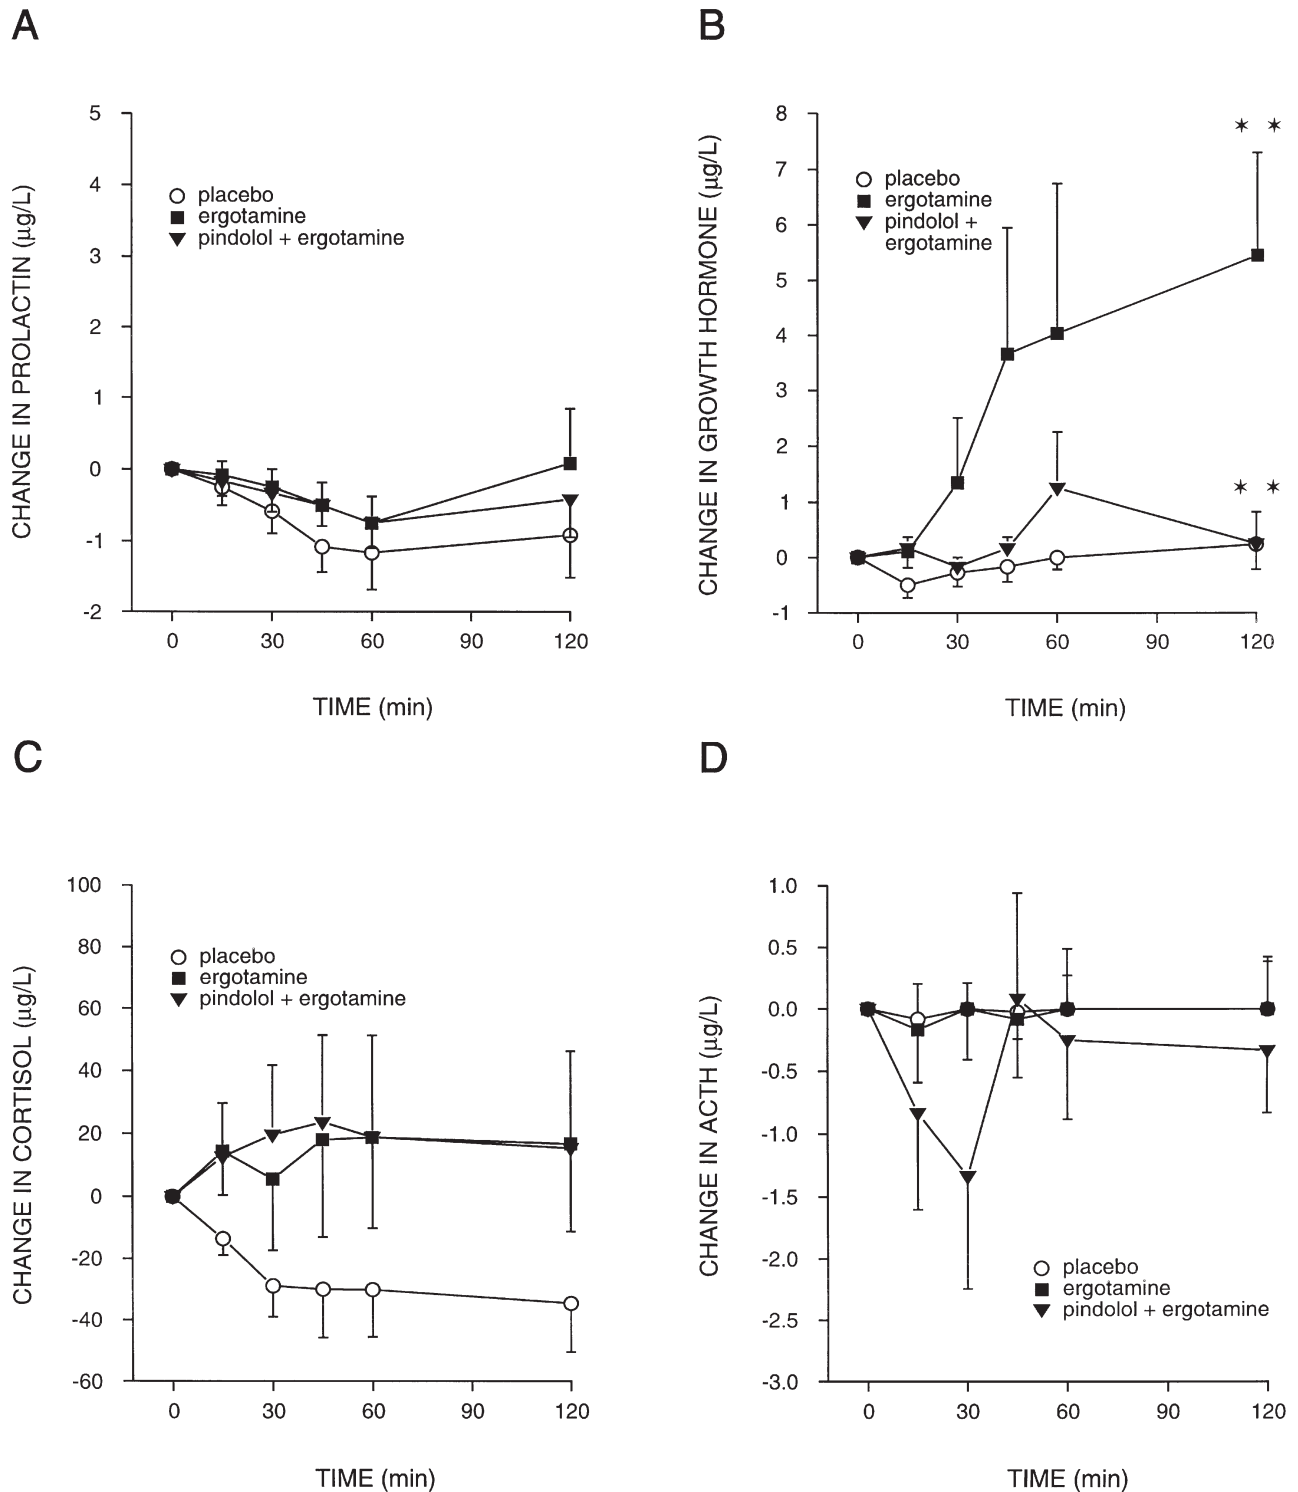 A
CHANGE IN PROLACTIN (µg/L)
5
4
3
2
1
0
-1
-2
placebo
ergotamine
pindolol + ergotamine
0 30 60 90 120
TIME (min)
B
CHANGE IN GROWTH HORMONE (µg/L)
8
7
6
5
4
3
2
1
0
-1
placebo
ergotamine
pindolol +
ergotamine
✶ ✶
✶ ✶
0 30 60 90 120
TIME (min)
C
CHANGE IN CORTISOL (µg/L)
100
80
60
40
20
0
-20
-40
-60
placebo
ergotamine
pindolol + ergotamine
0 30 60 90 120
TIME (min)
D
CHANGE IN ACTH (µg/L)
1.0
0.5
0.0
-0.5
-1.0
-1.5
-2.0
-2.5
-3.0
placebo
ergotamine
pindolol + ergotamine
0 30 60 90 120
TIME (min)